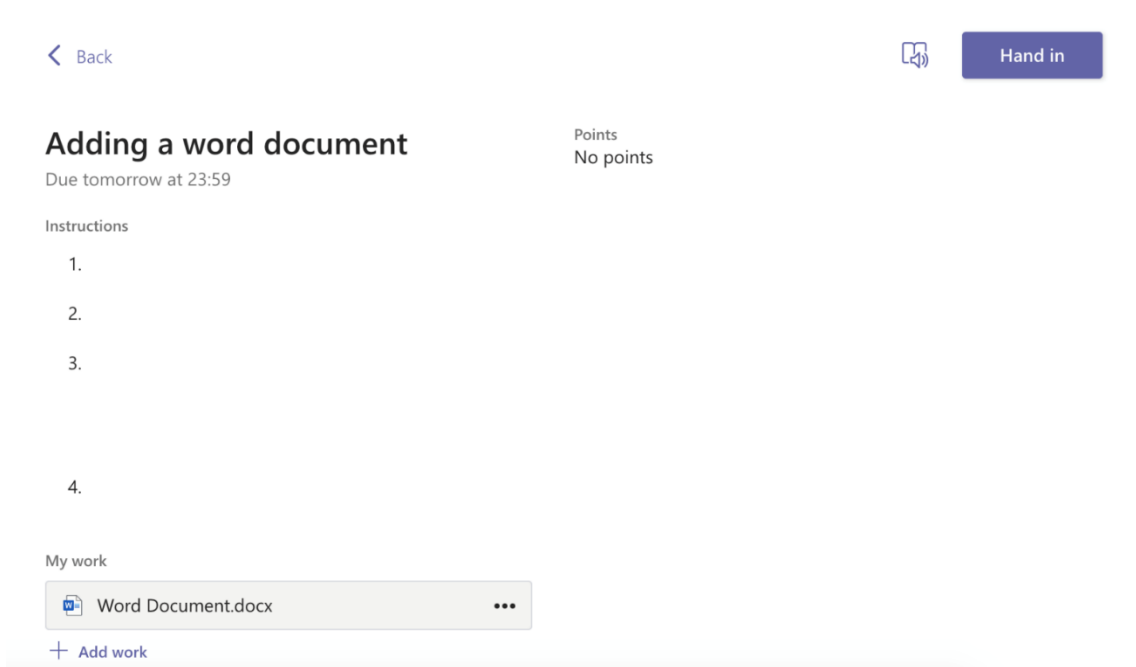 Back
Hand in
Adding a word document
Due tomorrow at 23:59
Points
No points
Instructions
1.
2.
3.
4.
My work
Word Document.docx
Add work